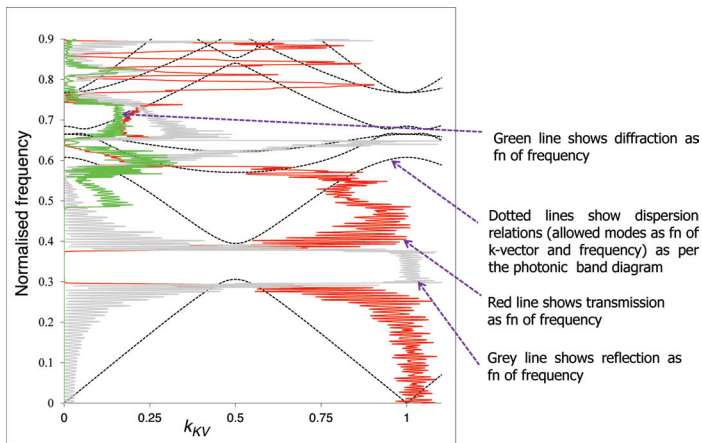 0.9
0.8
0.7
0.6
0.5
0.4
0.3
0.2
0.1
0
Normalised frequency
0 0.25 0.5 0.75 1
kKV
Green line shows diffraction as
fn of frequency
Dotted lines show dispersion
relations (allowed modes as fn of
k-vector and frequency) as per
the photonic band diagram
Red line shows transmission
as fn of frequency
Grey line shows reflection as
fn of frequency